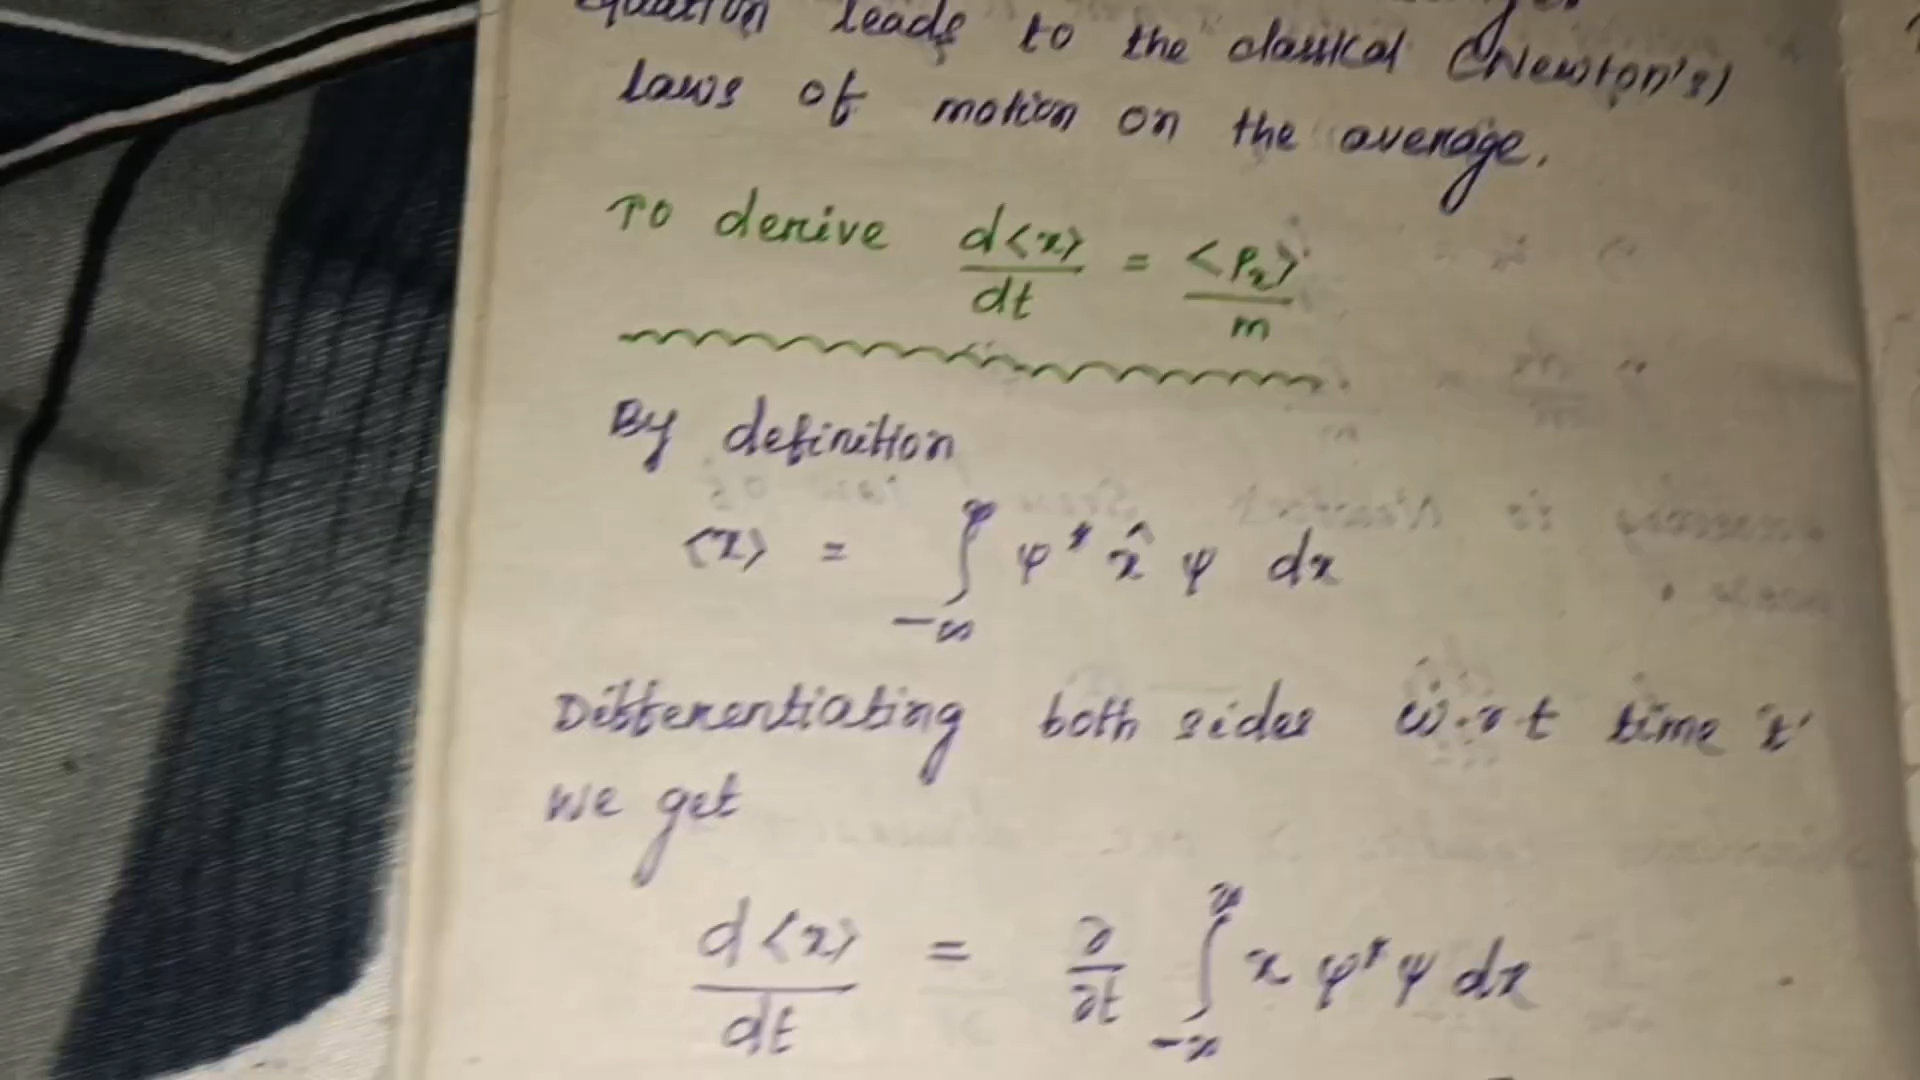 equation leads to the classical (Newton's)
laws of motion on the average.
To derive d<x>/dt = <Px>/m
By definition
<x> = ∫_{-∞}^{∞} ψ* x̂ ψ dx
Differentiating both sides w.r.t time 't'
we get
d<x>/dt = ∂/∂t ∫_{-∞}^{∞} x ψ*ψ dx